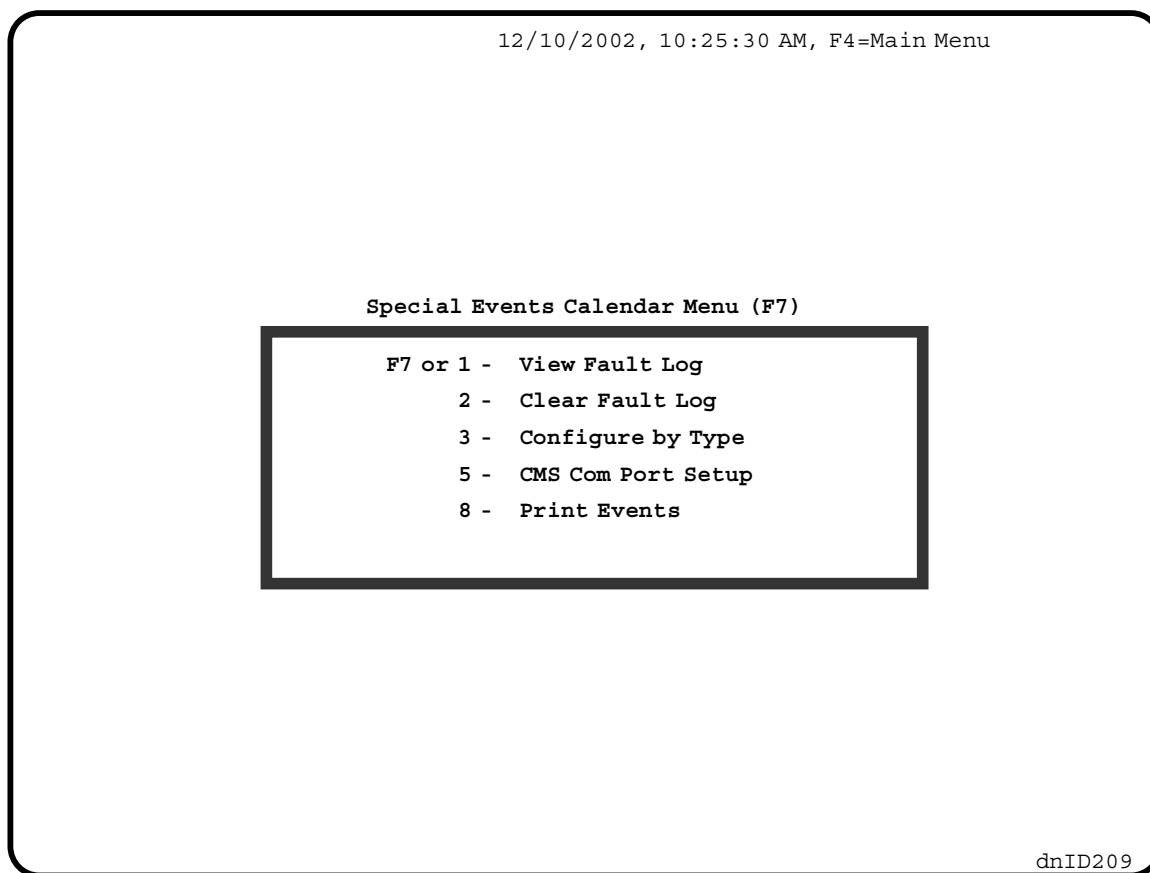 12/10/2002, 10:25:30 AM, F4=Main Menu
Special Events Calendar Menu (F7)
F7 or 1 - View Fault Log
2 - Clear Fault Log
3 - Configure by Type
5 - CMS Com Port Setup
8 - Print Events
dnID209